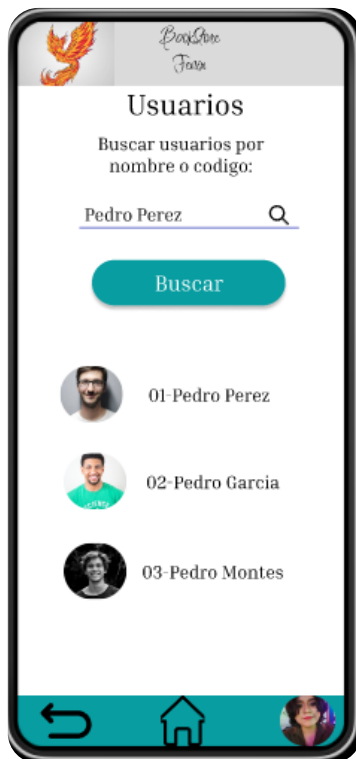 BookStore
Fenix
Usuarios
Buscar usuarios por
nombre o codigo:
Pedro Perez
Buscar
01-Pedro Perez
02-Pedro Garcia
03-Pedro Montes